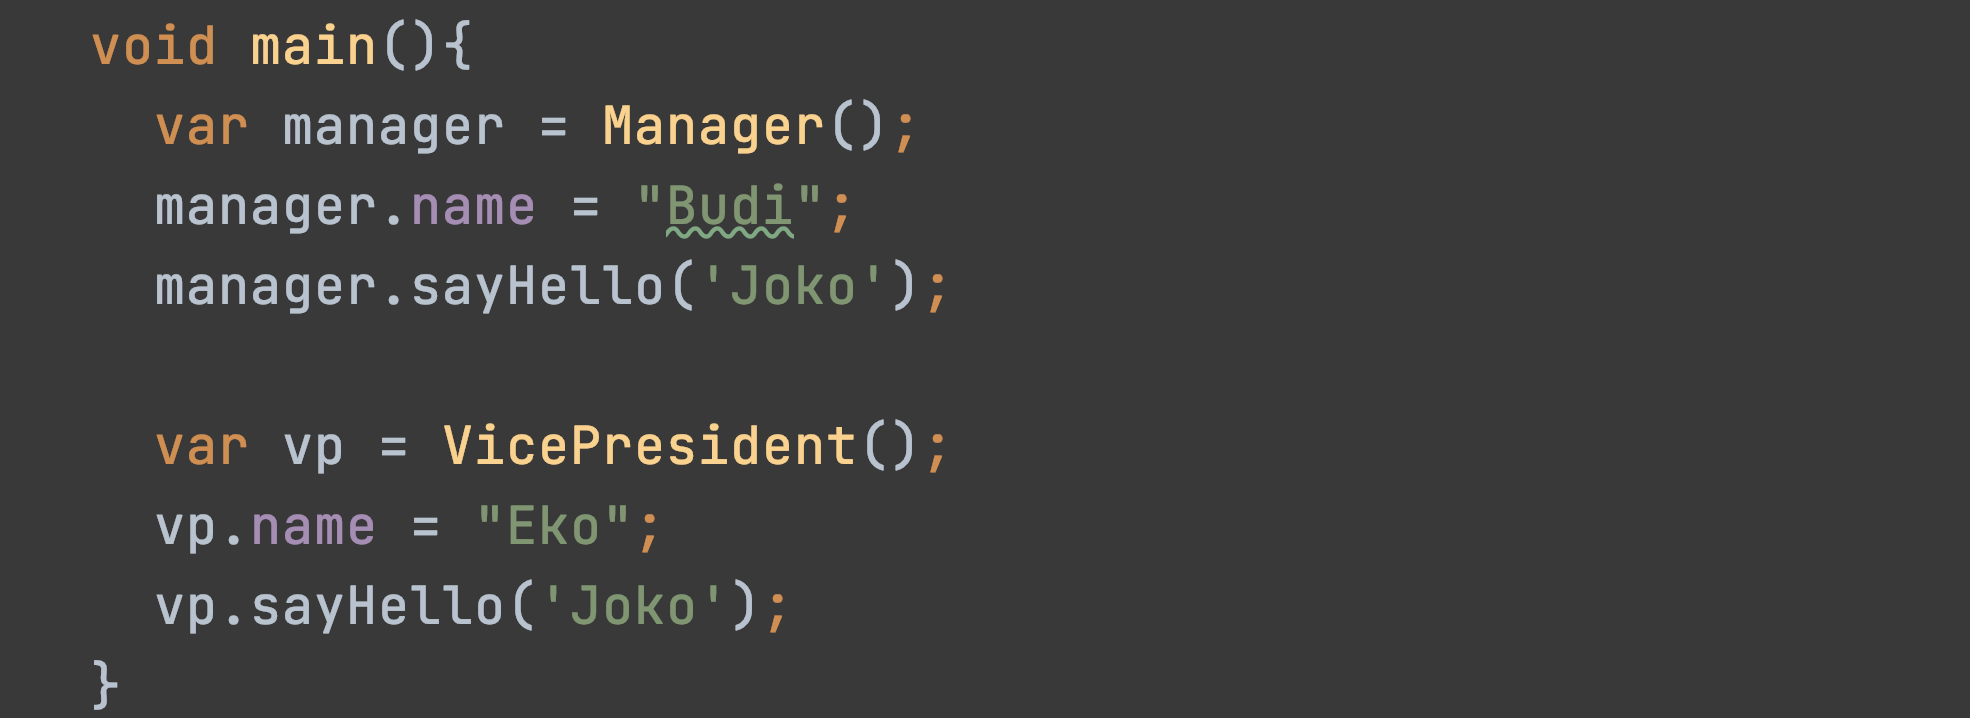 void main(){
  var manager = Manager();
  manager.name = "Budi";
  manager.sayHello('Joko');

  var vp = VicePresident();
  vp.name = "Eko";
  vp.sayHello('Joko');
}